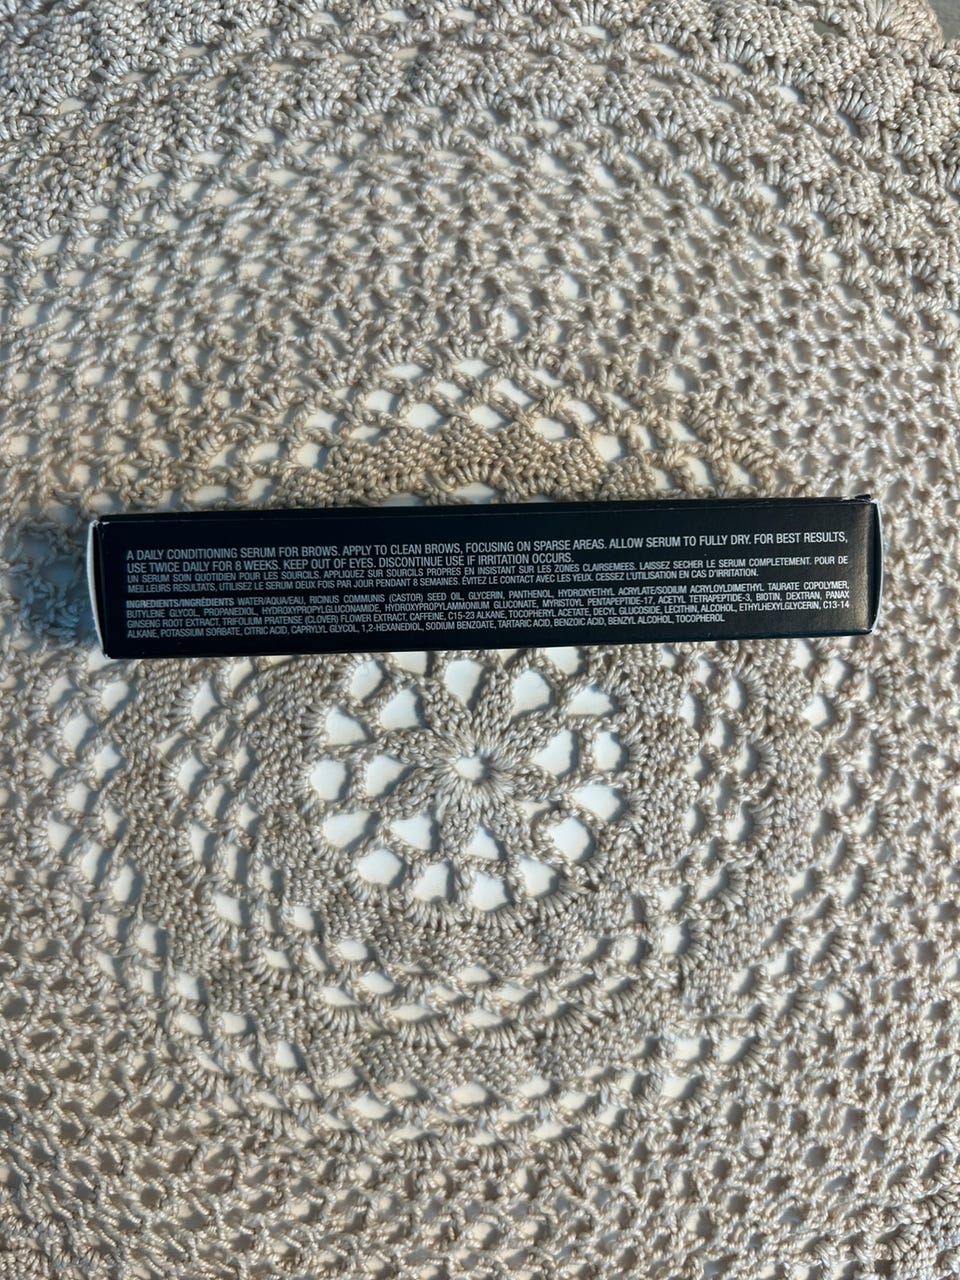 A DAILY CONDITIONING SERUM FOR BROWS. APPLY TO CLEAN BROWS, FOCUSING ON SPARSE AREAS. ALLOW SERUM TO FULLY DRY. FOR BEST RESULTS,
USE TWICE DAILY FOR 8 WEEKS. KEEP OUT OF EYES. DISCONTINUE USE IF IRRITATION OCCURS.
UN SERUM SOIN QUOTIDIEN POUR LES SOURCILS. APPLIQUEZ SUR SOURCILS PROPRES EN INSISTANT SUR LES ZONES CLAIRSEMEES. LAISSEZ SECHER LE SERUM COMPLETEMENT. POUR DE
MEILLEURS RESULTATS, UTILISEZ LE SERUM DEUX FOIS PAR JOUR PENDANT 8 SEMAINES. ÉVITEZ LE CONTACT AVEC LES YEUX. CESSEZ L'UTILISATION EN CAS D'IRRITATION.
INGREDIENTS/INGRÉDIENTS WATER/AQUA/EAU, RICINUS COMMUNIS (CASTOR) SEED OIL, GLYCERIN, PANTHENOL, HYDROXYETHYL ACRYLATE/SODIUM ACRYLOYLDIMETHYL TAURATE COPOLYMER,
BUTYLENE GLYCOL, PROPANEDIOL, HYDROXYPROPYLGLUCONAMIDE, HYDROXYPROPYLAMMONIUM GLUCONATE, MYRISTOYL PENTAPEPTIDE-17, ACETYL TETRAPEPTIDE-3, BIOTIN, DEXTRAN, PANAX
GINSENG ROOT EXTRACT, TRIFOLIUM PRATENSE (CLOVER) FLOWER EXTRACT, CAFFEINE, C15-23 ALKANE, TOCOPHERYL ACETATE, DECYL GLUCOSIDE, LECITHIN, ALCOHOL, ETHYLHEXYLGLYCERIN, C13-14
ALKANE, POTASSIUM SORBATE, CITRIC ACID, CAPRYLYL GLYCOL, 1,2-HEXANEDIOL, SODIUM BENZOATE, TARTARIC ACID, BENZOIC ACID, BENZYL ALCOHOL, TOCOPHEROL